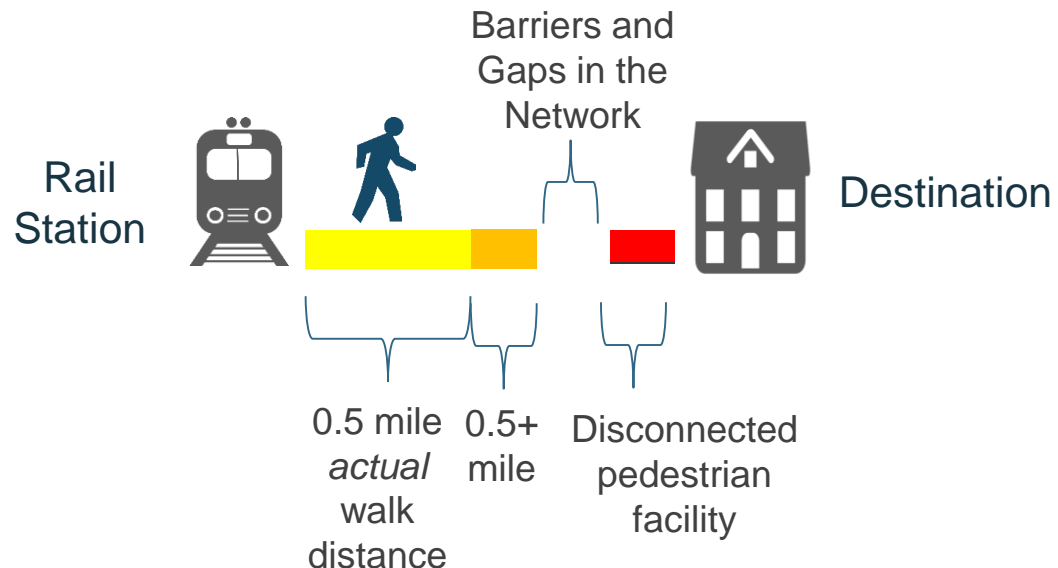 Barriers and
Gaps in the
Network
Rail
Station
Destination
0.5 mile
actual
walk
distance
0.5+
mile
Disconnected
pedestrian
facility